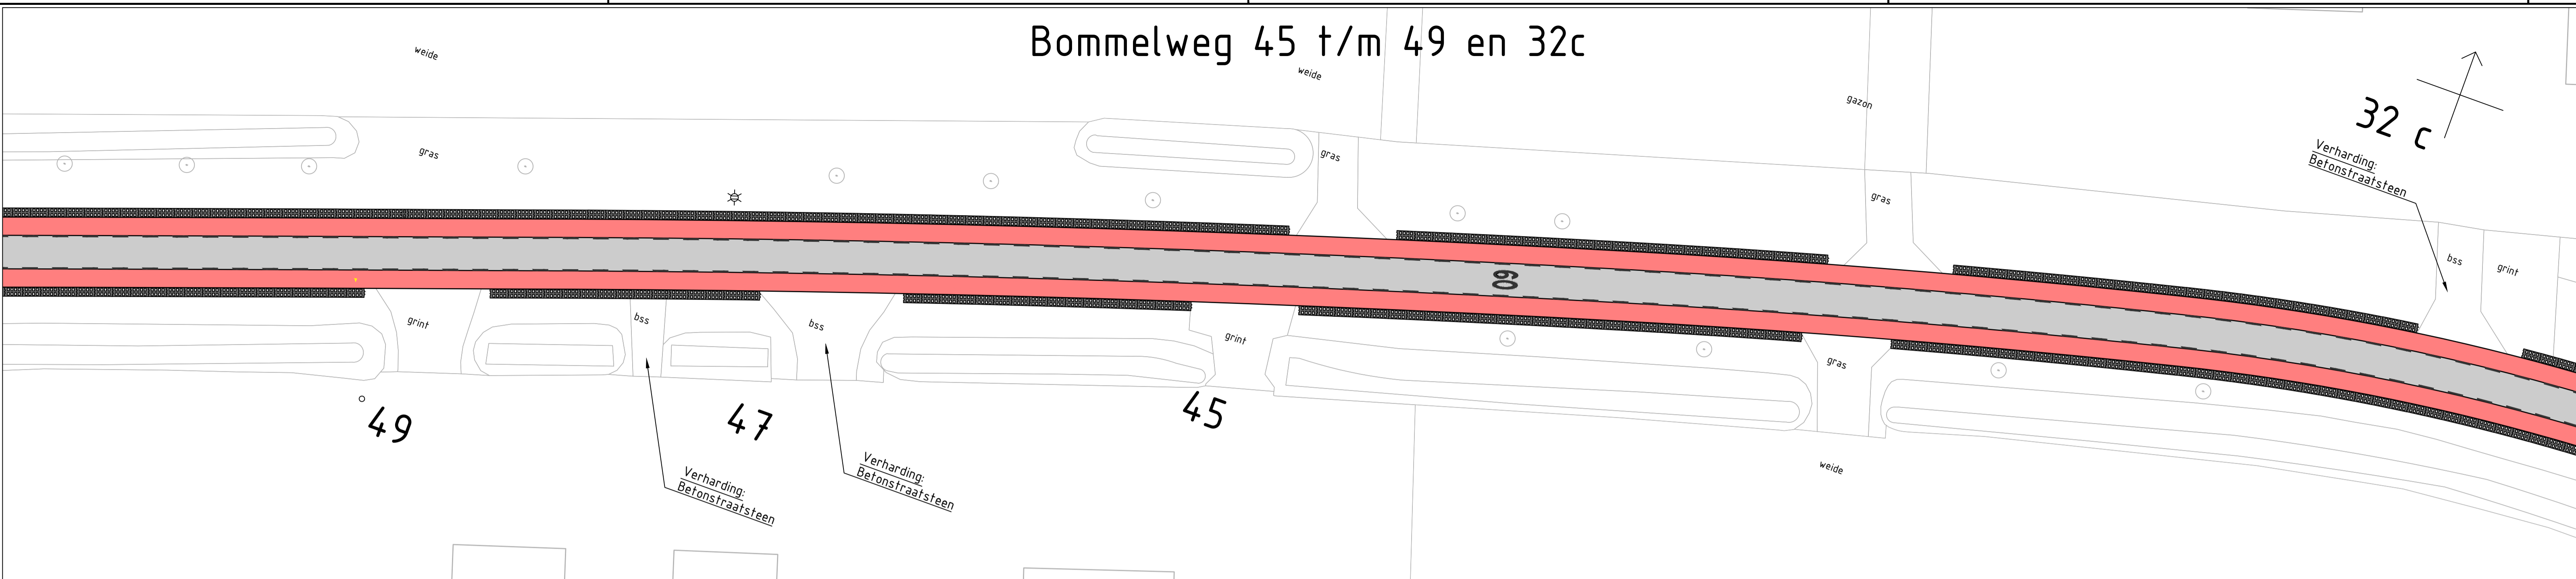 Bommelweg 45 t/m 49 en 32c
weide
weide
gazon
32 c
Verharding:
Betonstraatsteen
gras
gras
gras
bss
grint
60
grint
bss
bss
grint
gras
49
47
45
weide
Verharding:
Betonstraatsteen
Verharding:
Betonstraatsteen